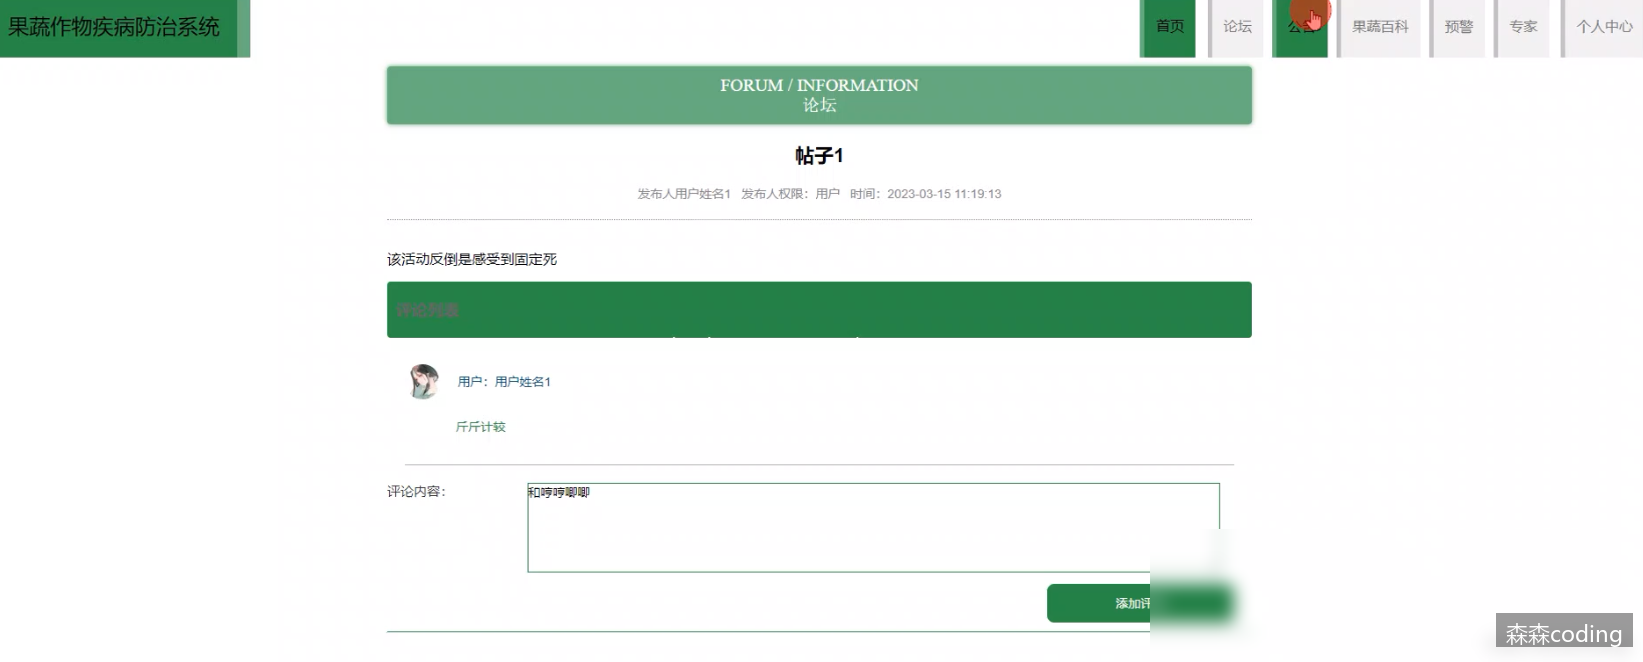 果蔬作物疾病防治系统
首页 论坛 公告 果蔬百科 预警 专家 个人中心
FORUM / INFORMATION
论坛
帖子1
发布人用户姓名1 发布人权限：用户 时间：2023-03-15 11:19:13
该活动反倒是感受到固定死
评论列表
用户：用户姓名1
斤斤计较
评论内容：
和哼哼唧唧
添加评
森森coding